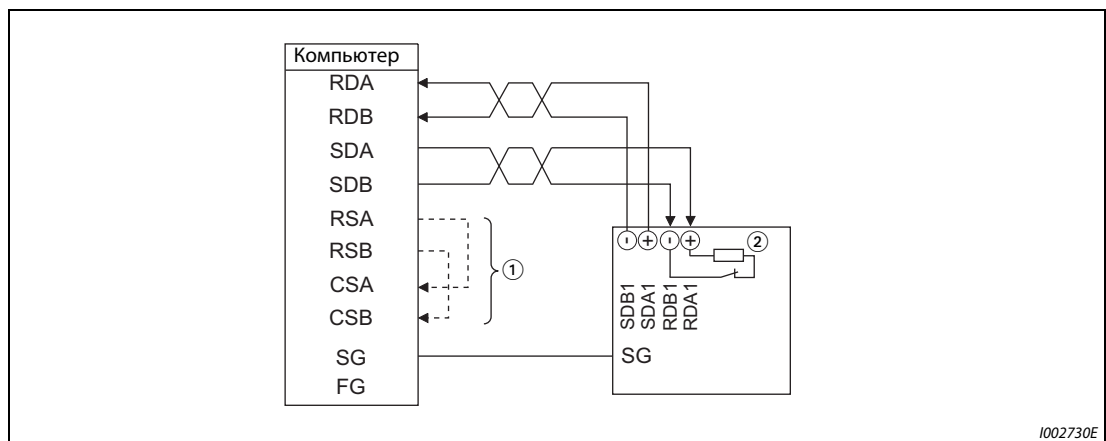 Компьютер
RDA
RDB
SDA
SDB
RSA
RSB
CSA
CSB
SG
FG
①
- + - +
②
SDB1
SDA1
RDB1
RDA1
SG
I002730E